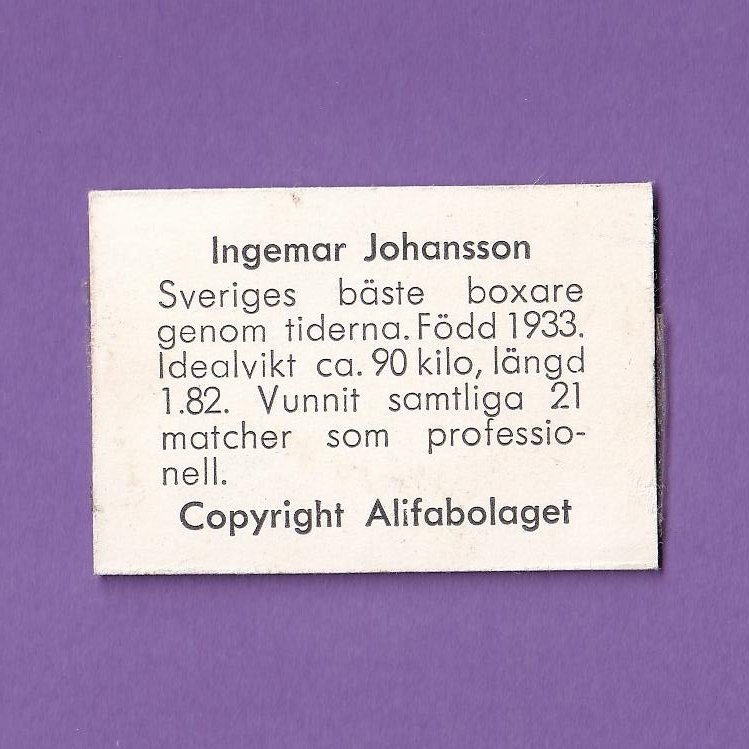 Ingemar Johansson
Sveriges bäste boxare
genom tiderna. Född 1933.
Idealvikt ca. 90 kilo, längd
1.82. Vunnit samtliga 21
matcher som professio-
nell.
Copyright Alifabolaget